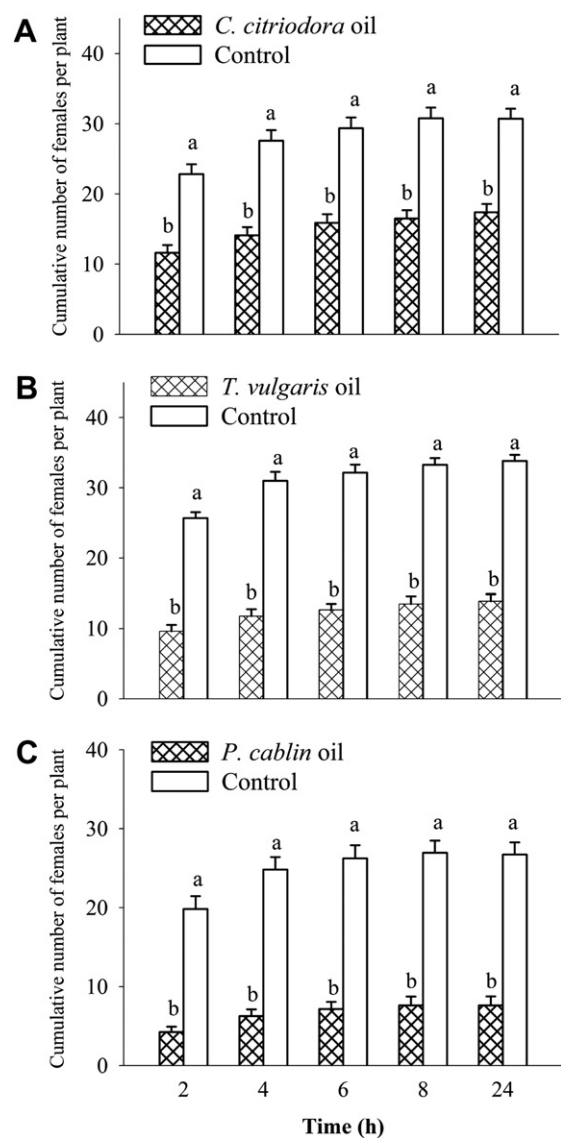 A
C. citriodora oil
Control
Cumulative number of females per plant
40
30
20
10
0
a
a
a
a
a
b
b
b
b
b
B
T. vulgaris oil
Control
Cumulative number of females per plant
40
30
20
10
0
a
a
a
a
a
b
b
b
b
b
C
P. cablin oil
Control
Cumulative number of females per plant
40
30
20
10
0
a
a
a
a
a
b
b
b
b
b
2 4 6 8 24
Time (h)